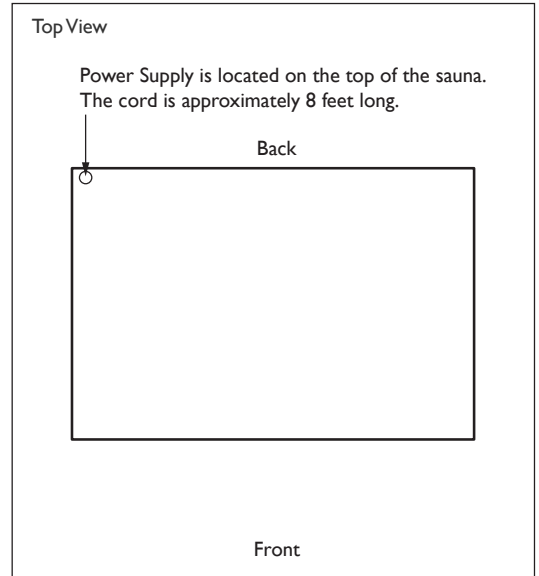 Top View
Power Supply is located on the top of the sauna.
The cord is approximately 8 feet long.
Back
Front